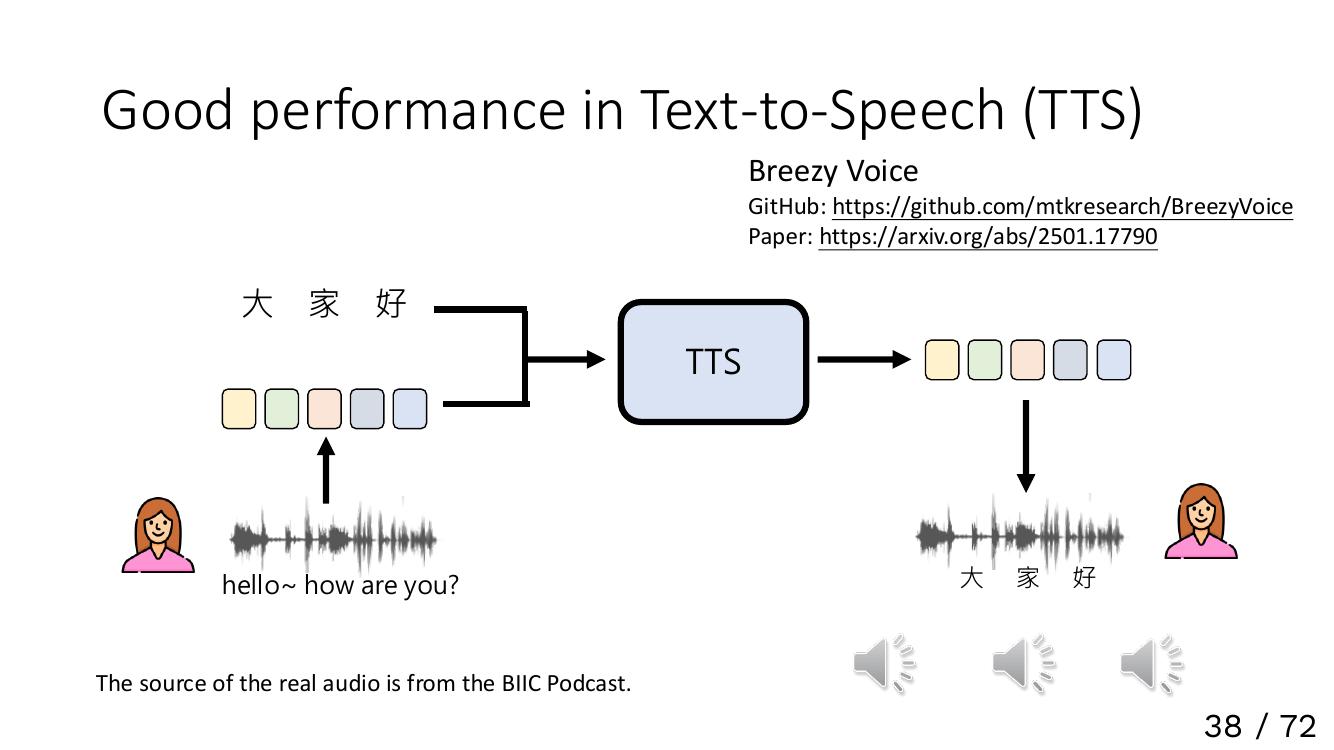 Good performance in Text-to-Speech (TTS)
Breezy Voice
GitHub: https://github.com/mtkresearch/BreezyVoice
Paper: https://arxiv.org/abs/2501.17790
大 家 好
TTS
hello~ how are you?
大 家 好
The source of the real audio is from the BIIC Podcast.
38 / 72